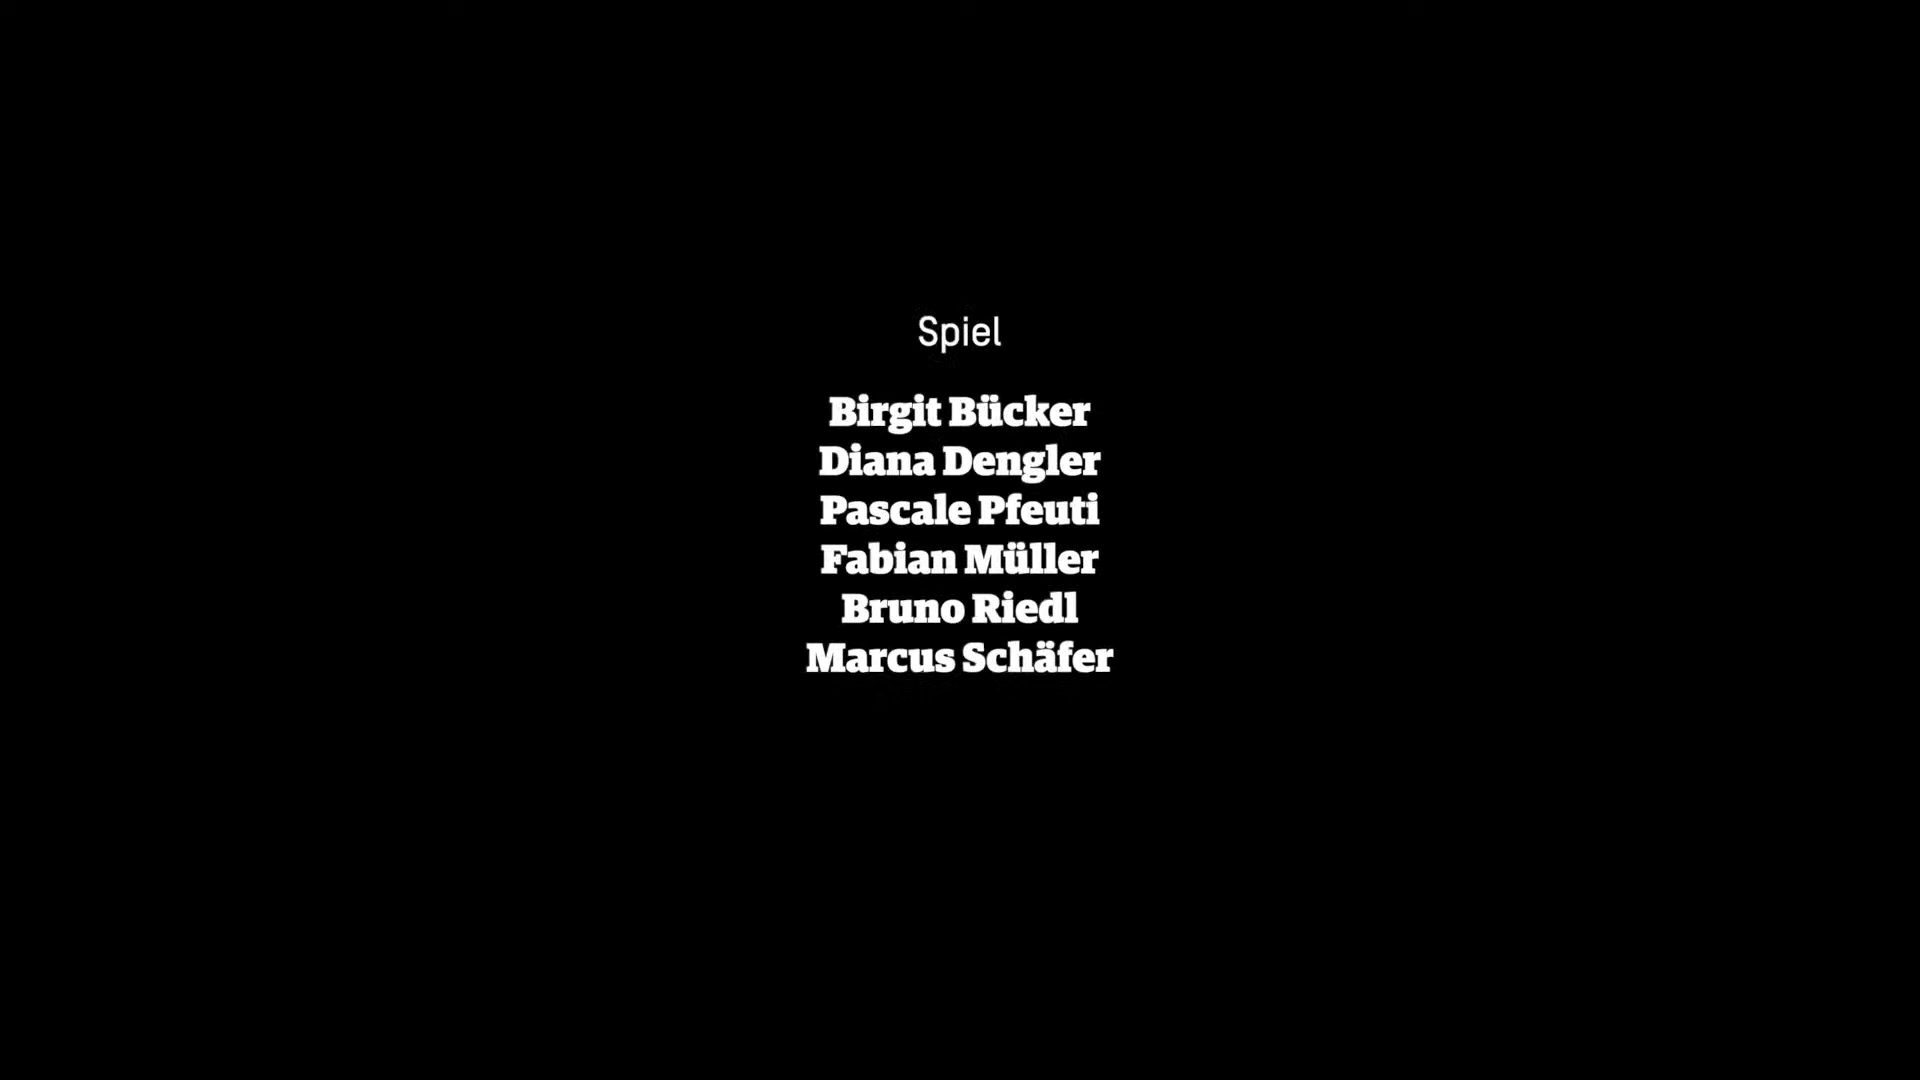 Spiel
Birgit Bücker
Diana Dengler
Pascale Pfeuti
Fabian Müller
Bruno Riedl
Marcus Schäfer